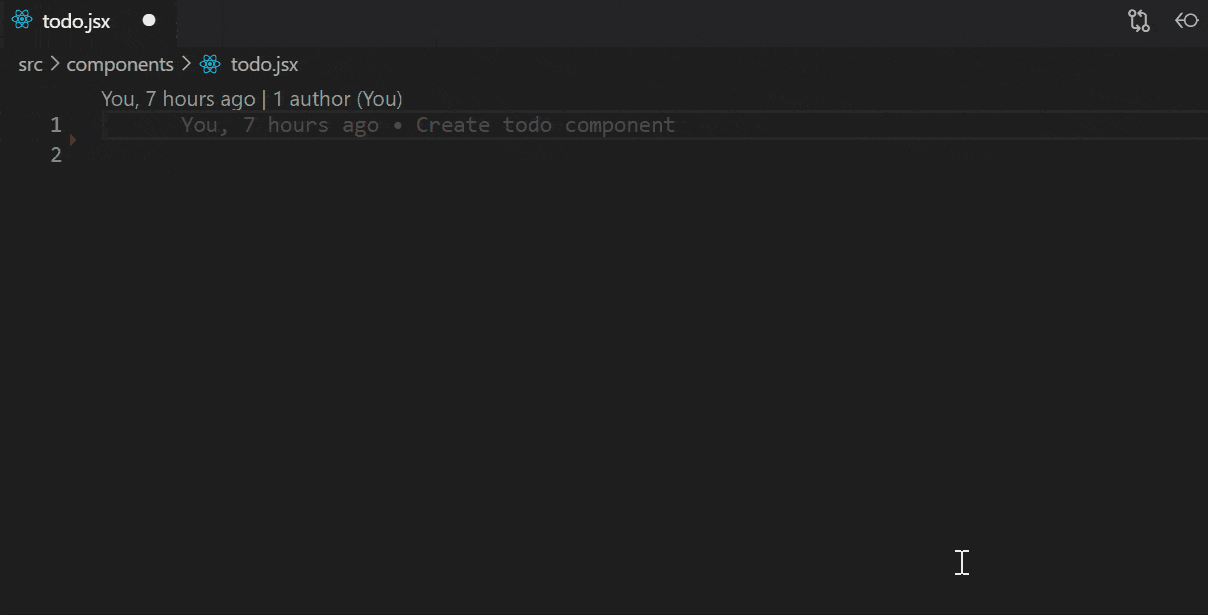 todo.jsx
src > components > todo.jsx
You, 7 hours ago | 1 author (You)
1 You, 7 hours ago • Create todo component
2